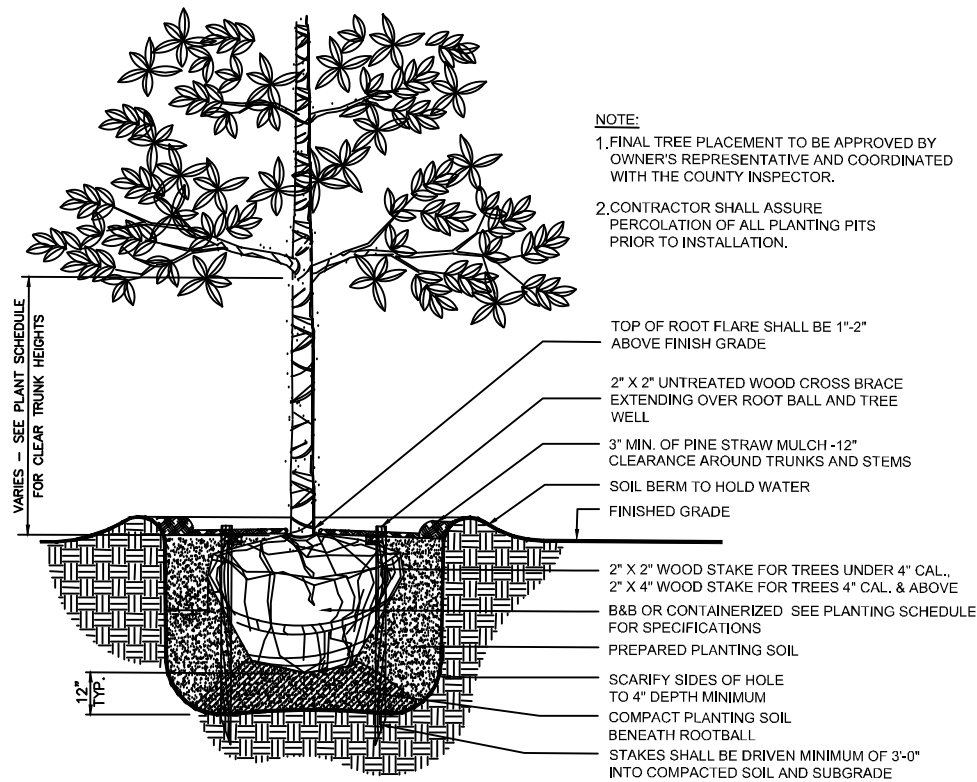 NOTE:
1. FINAL TREE PLACEMENT TO BE APPROVED BY
OWNER'S REPRESENTATIVE AND COORDINATED
WITH THE COUNTY INSPECTOR.
2. CONTRACTOR SHALL ASSURE
PERCOLATION OF ALL PLANTING PITS
PRIOR TO INSTALLATION.
VARIES - SEE PLANT SCHEDULE
FOR CLEAR TRUNK HEIGHTS
TOP OF ROOT FLARE SHALL BE 1"-2"
ABOVE FINISH GRADE
2" X 2" UNTREATED WOOD CROSS BRACE
EXTENDING OVER ROOT BALL AND TREE
WELL
3" MIN. OF PINE STRAW MULCH -12"
CLEARANCE AROUND TRUNKS AND STEMS
SOIL BERM TO HOLD WATER
FINISHED GRADE
2" X 2" WOOD STAKE FOR TREES UNDER 4" CAL.,
2" X 4" WOOD STAKE FOR TREES 4" CAL. & ABOVE
B&B OR CONTAINERIZED SEE PLANTING SCHEDULE
FOR SPECIFICATIONS
PREPARED PLANTING SOIL
12"
TYP.
SCARIFY SIDES OF HOLE
TO 4" DEPTH MINIMUM
COMPACT PLANTING SOIL
BENEATH ROOTBALL
STAKES SHALL BE DRIVEN MINIMUM OF 3'-0"
INTO COMPACTED SOIL AND SUBGRADE